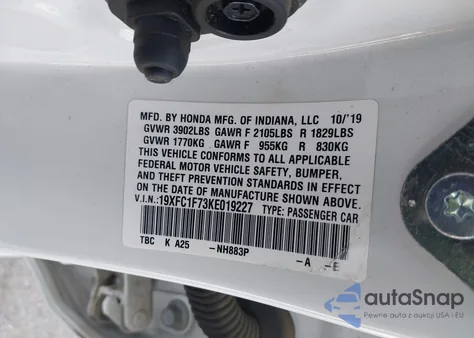 MFD. BY HONDA MFG. OF INDIANA, LLC 10/'19
GVWR 3902LBS GAWR F 2105LBS R 1829LBS
GVWR 1770KG GAWR F 955KG R 830KG
THIS VEHICLE CONFORMS TO ALL APPLICABLE
FEDERAL MOTOR VEHICLE SAFETY, BUMPER,
AND THEFT PREVENTION STANDARDS IN EFFECT
ON THE DATE OF MANUFACTURE SHOWN ABOVE.
V.I.N.:19XFC1F73KE019227 TYPE: PASSENGER CAR
TBC K A25 -NH883P -A -E
autoSnap
Pewne auta z aukcji USA i EU